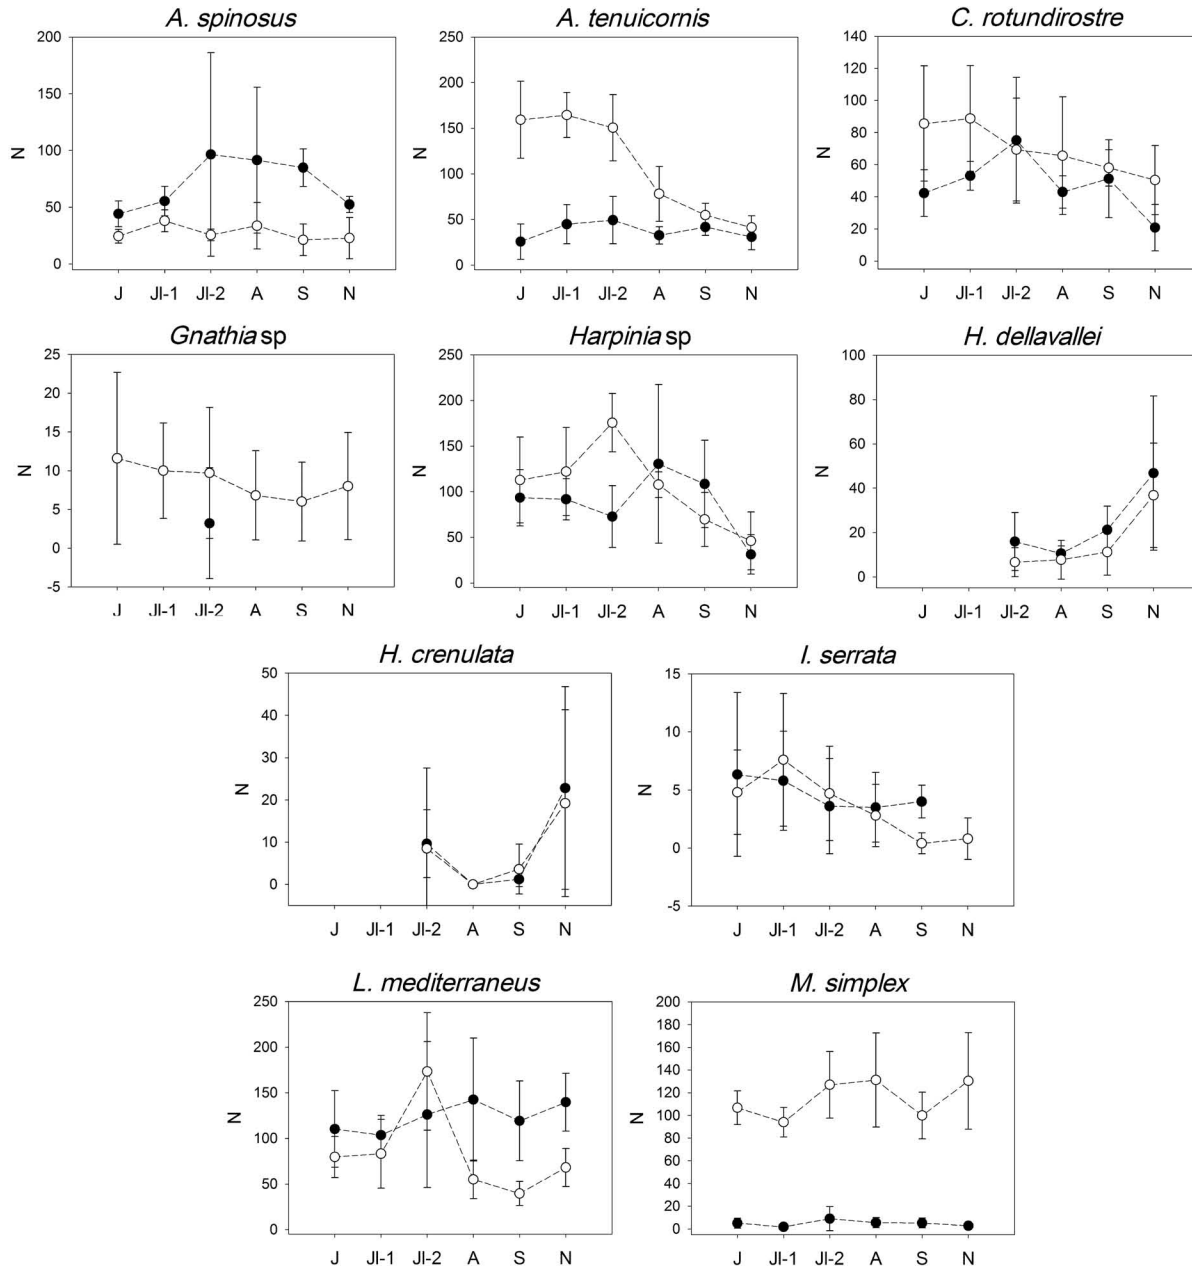 A. spinosus
200
150
100
50
0
N
J Jl-1 Jl-2 A S N
A. tenuicornis
250
200
150
100
50
0
N
J Jl-1 Jl-2 A S N
C. rotundirostre
140
120
100
80
60
40
20
0
N
J Jl-1 Jl-2 A S N
Gnathia sp
25
20
15
10
5
0
-5
N
J Jl-1 Jl-2 A S N
Harpinia sp
250
200
150
100
50
0
N
J Jl-1 Jl-2 A S N
H. dellavallei
100
80
60
40
20
0
N
J Jl-1 Jl-2 A S N
H. crenulata
50
40
30
20
10
0
N
J Jl-1 Jl-2 A S N
I. serrata
15
10
5
0
-5
N
J Jl-1 Jl-2 A S N
L. mediterraneus
250
200
150
100
50
0
N
J Jl-1 Jl-2 A S N
M. simplex
200
180
160
140
120
100
80
60
40
20
0
N
J Jl-1 Jl-2 A S N